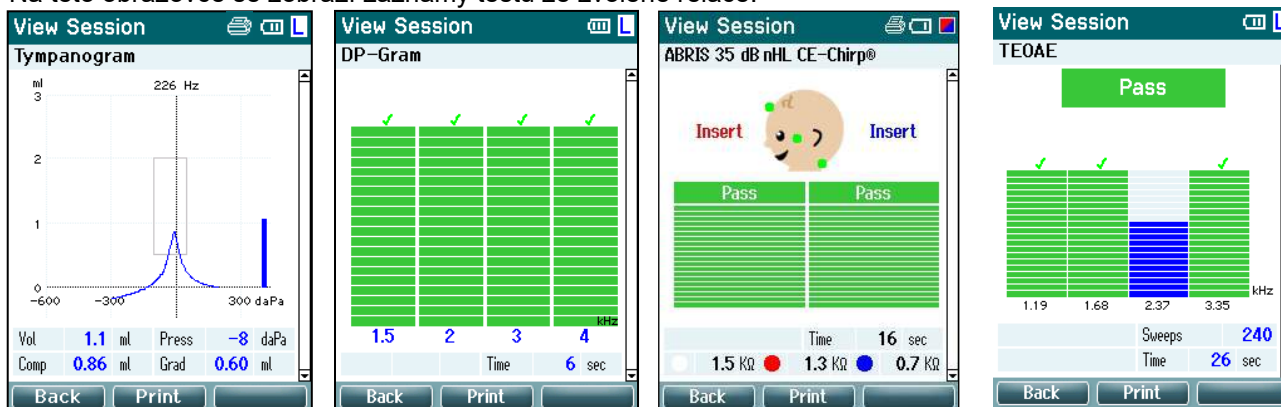 Na této obrazovce se zobrazí záznamy testů ze zvolené relace.
View Session L
Tympanogram
ml
226 Hz
3
2
1
0
-600 -300 300 daPa
Vol 1.1 ml Press -8 daPa
Comp 0.86 ml Grad 0.60 ml
Back Print
View Session L
DP-Gram
kHz
1.5 2 3 4
Time 6 sec
Back Print
View Session
ABRIS 35 dB nHL CE-Chirp®
Insert Insert
Pass Pass
Time 16 sec
1.5 KΩ 1.3 KΩ 0.7 KΩ
Back Print
View Session L
TEOAE
Pass
kHz
1.19 1.68 2.37 3.35
Sweeps 240
Time 26 sec
Back Print